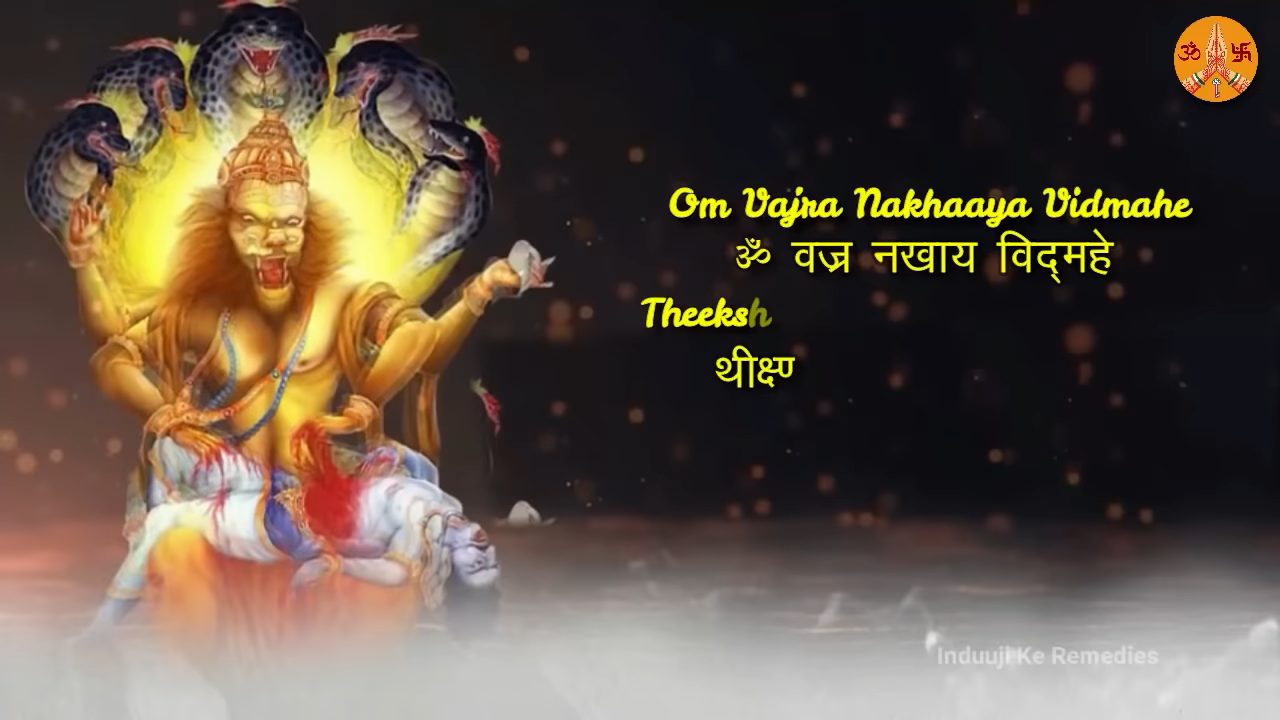 Om Vajra Nakhaaya Vidmahe
ॐ वज्र नखाय विद्महे
Theeksh
थीक्ष्ण
Induuji Ke Remedies